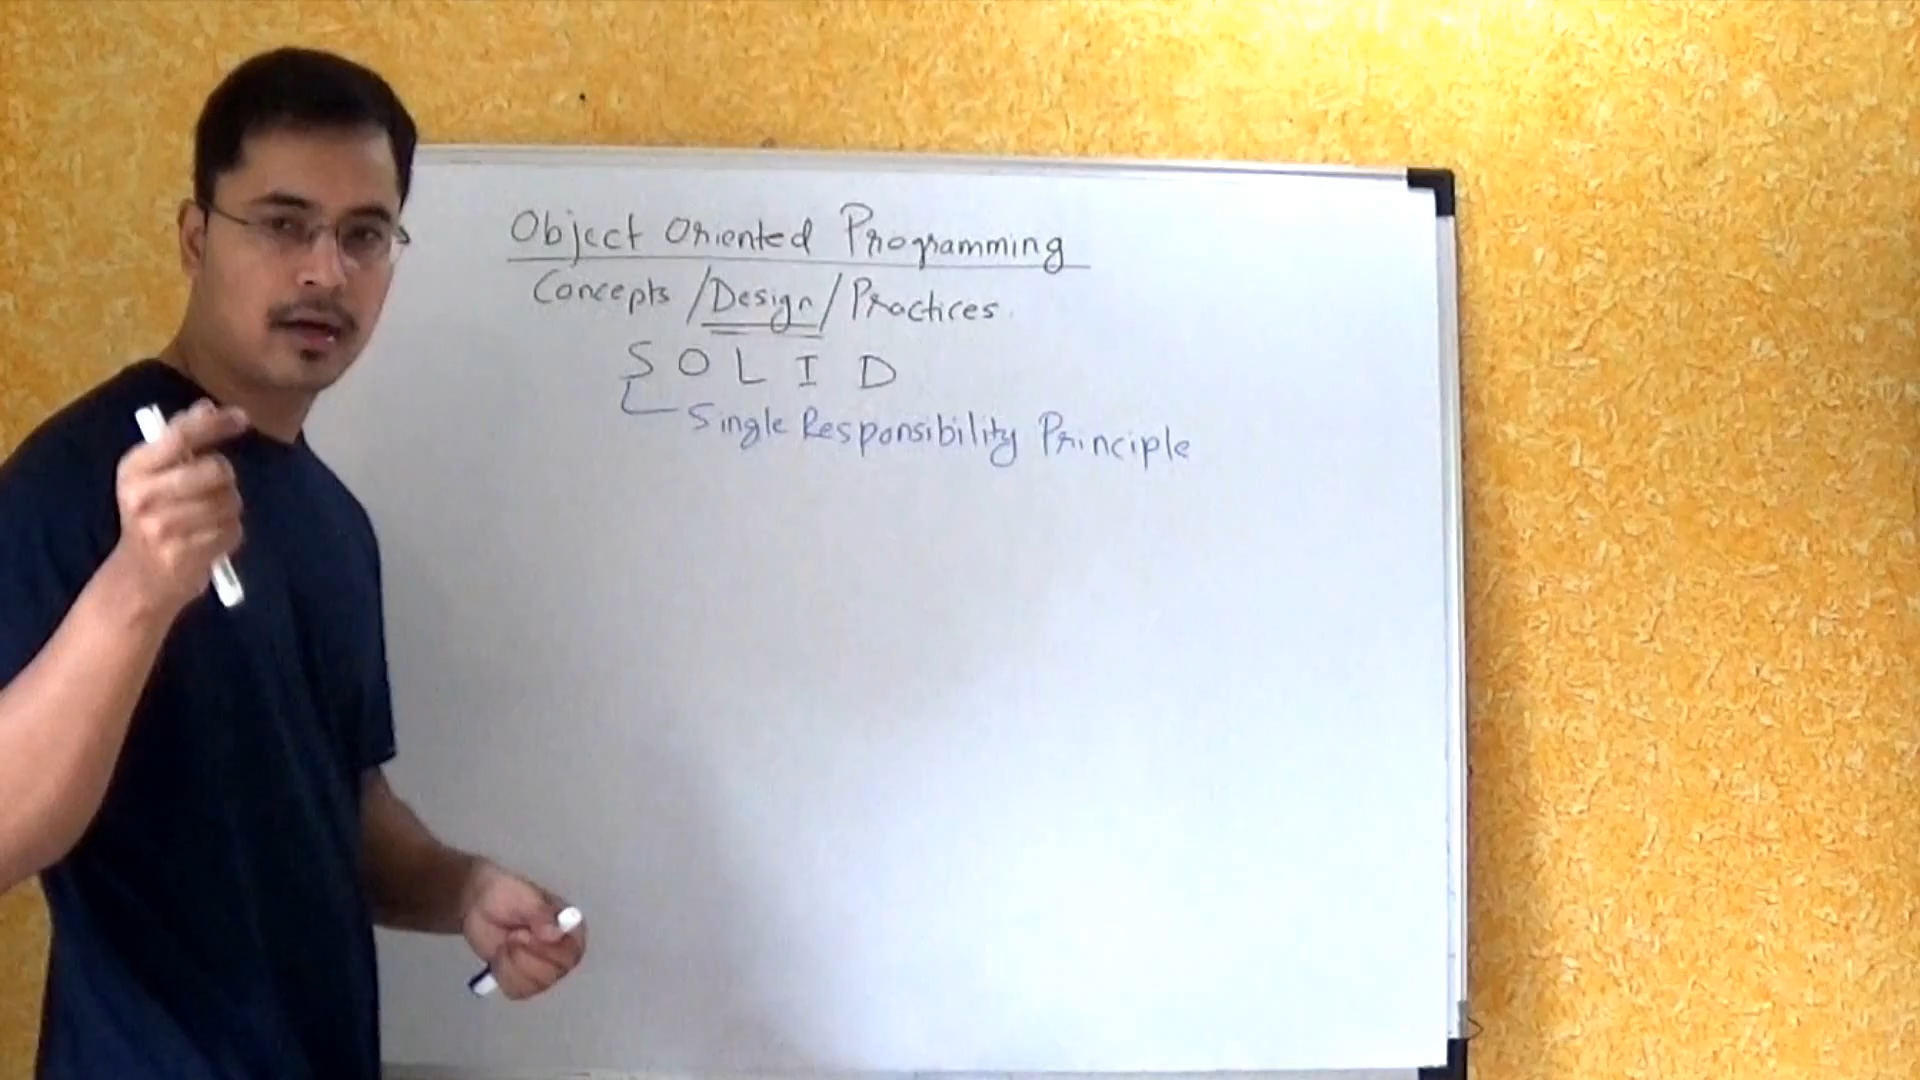 Object Oriented Programming
Concepts / Design / Practices.
S O L I D
Single Responsibility Principle